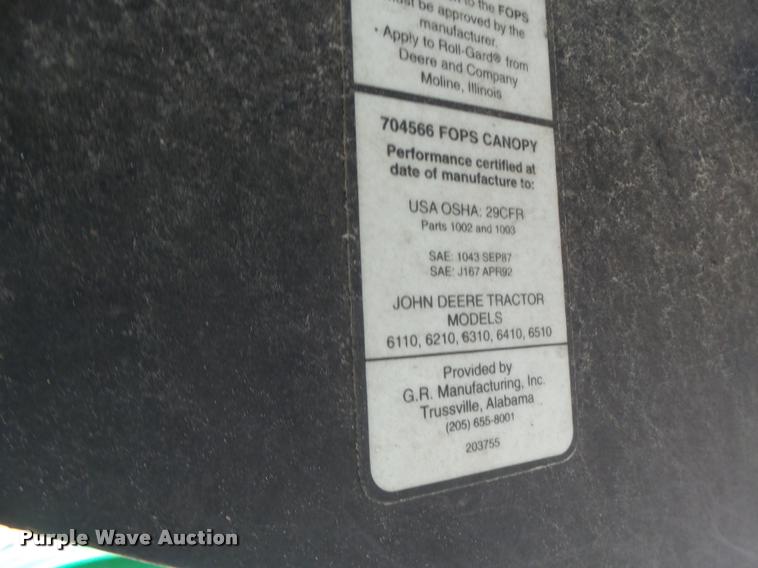 to the FOPS
must be approved by the
manufacturer.
• Apply to Roll-Gard® from
Deere and Company
Moline, Illinois
704566 FOPS CANOPY
Performance certified at
date of manufacture to:
USA OSHA: 29CFR
Parts 1002 and 1003
SAE: 1043 SEP87
SAE: J167 APR92
JOHN DEERE TRACTOR
MODELS
6110, 6210, 6310, 6410, 6510
Provided by
G.R. Manufacturing, Inc.
Trussville, Alabama
(205) 655-8001
203755
Purple Wave Auction